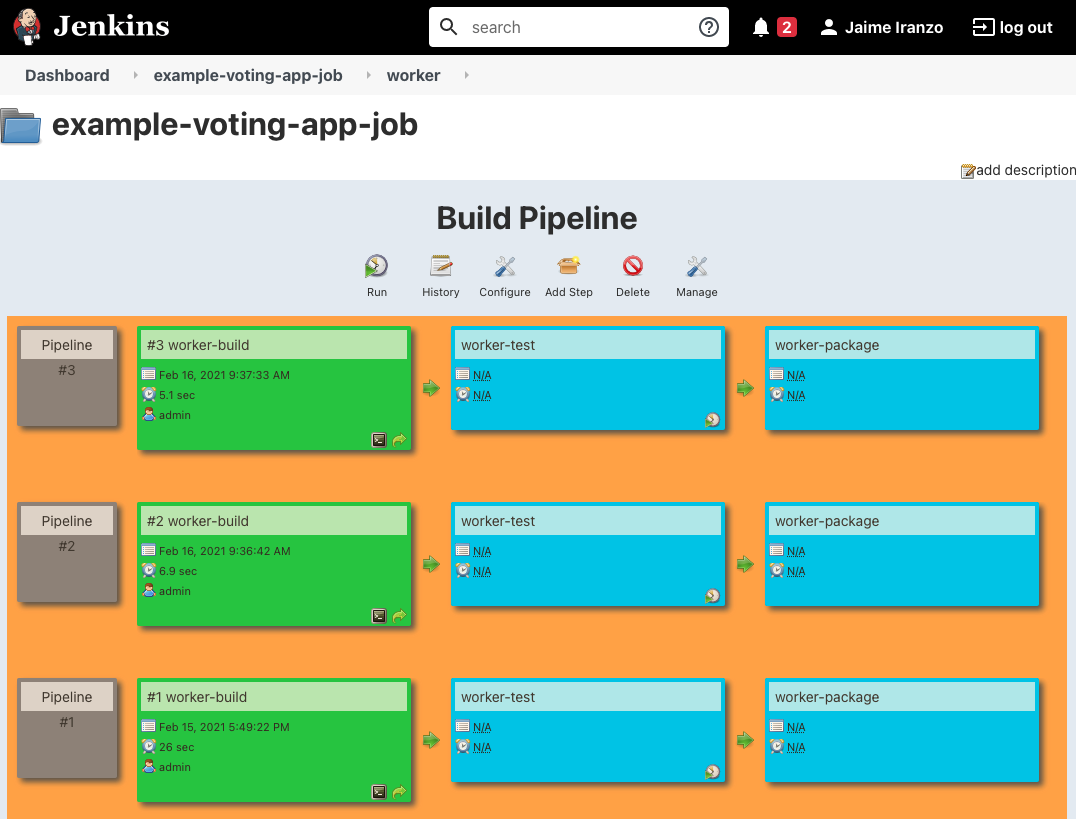 Jenkins
search
2
Jaime Iranzo
log out
Dashboard
example-voting-app-job
worker
example-voting-app-job
add description
Build Pipeline
Run
History
Configure
Add Step
Delete
Manage
Pipeline
#3
#3 worker-build
Feb 16, 2021 9:37:33 AM
5.1 sec
admin
worker-test
N/A
N/A
worker-package
N/A
N/A
Pipeline
#2
#2 worker-build
Feb 16, 2021 9:36:42 AM
6.9 sec
admin
worker-test
N/A
N/A
worker-package
N/A
N/A
Pipeline
#1
#1 worker-build
Feb 15, 2021 5:49:22 PM
26 sec
admin
worker-test
N/A
N/A
worker-package
N/A
N/A